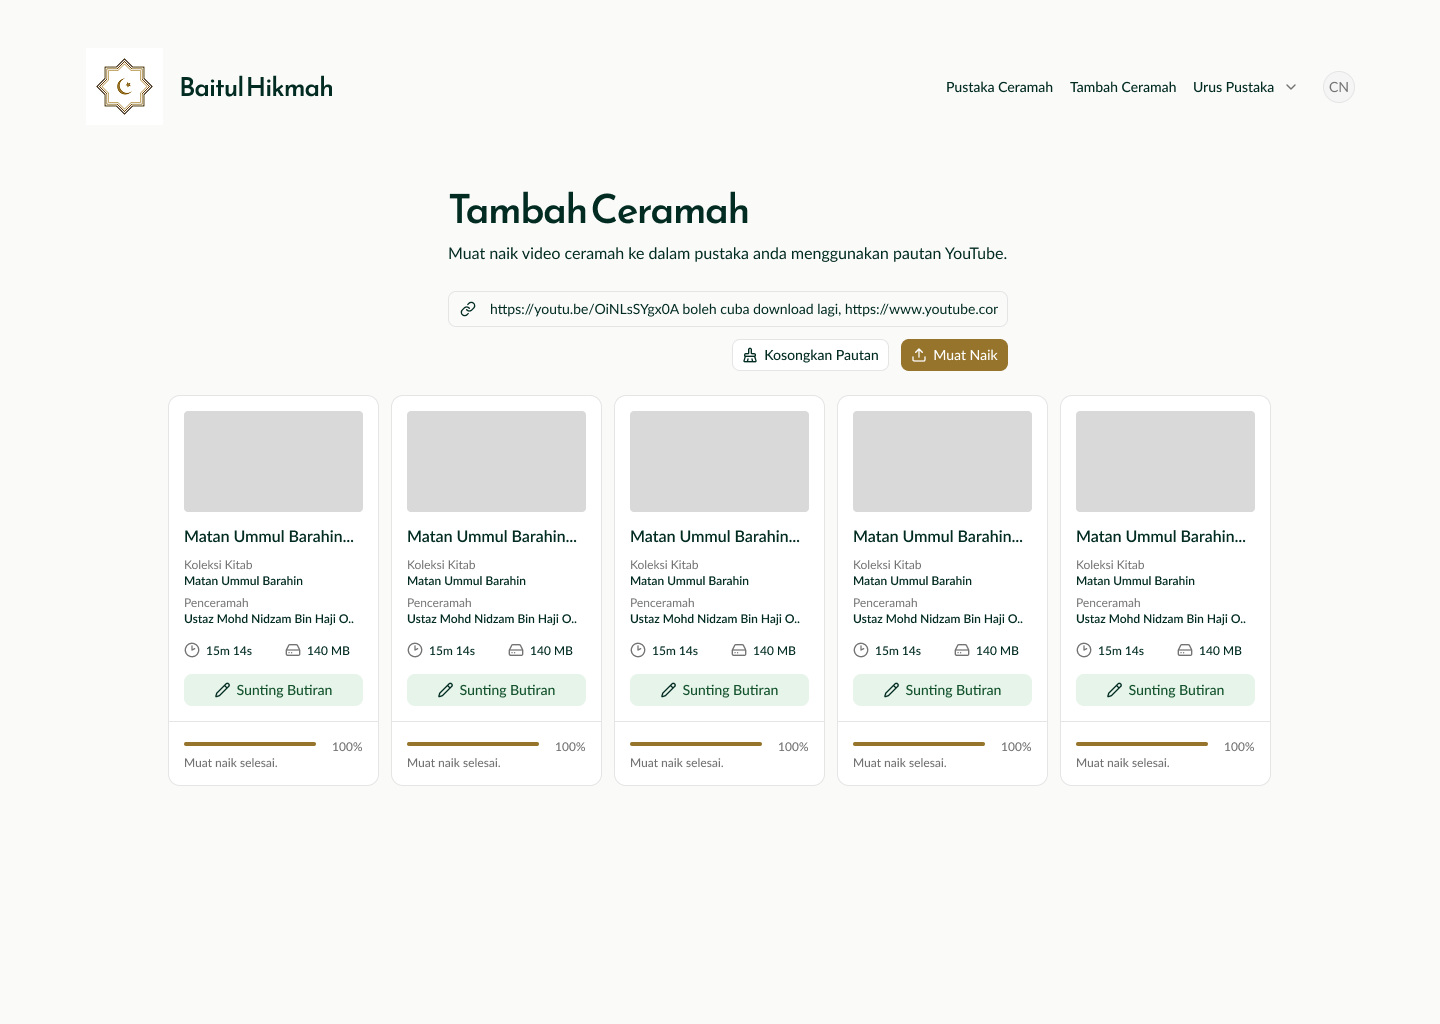 Baitul Hikmah
Pustaka Ceramah
Tambah Ceramah
Urus Pustaka
CN
Tambah Ceramah
Muat naik video ceramah ke dalam pustaka anda menggunakan pautan YouTube.
https://youtu.be/OiNLsSYgx0A boleh cuba download lagi, https://www.youtube.cor
Kosongkan Pautan
Muat Naik
Matan Ummul Barahin...
Koleksi Kitab
Matan Ummul Barahin
Penceramah
Ustaz Mohd Nidzam Bin Haji O..
15m 14s
140 MB
Sunting Butiran
100%
Muat naik selesai.
Matan Ummul Barahin...
Koleksi Kitab
Matan Ummul Barahin
Penceramah
Ustaz Mohd Nidzam Bin Haji O..
15m 14s
140 MB
Sunting Butiran
100%
Muat naik selesai.
Matan Ummul Barahin...
Koleksi Kitab
Matan Ummul Barahin
Penceramah
Ustaz Mohd Nidzam Bin Haji O..
15m 14s
140 MB
Sunting Butiran
100%
Muat naik selesai.
Matan Ummul Barahin...
Koleksi Kitab
Matan Ummul Barahin
Penceramah
Ustaz Mohd Nidzam Bin Haji O..
15m 14s
140 MB
Sunting Butiran
100%
Muat naik selesai.
Matan Ummul Barahin...
Koleksi Kitab
Matan Ummul Barahin
Penceramah
Ustaz Mohd Nidzam Bin Haji O..
15m 14s
140 MB
Sunting Butiran
100%
Muat naik selesai.